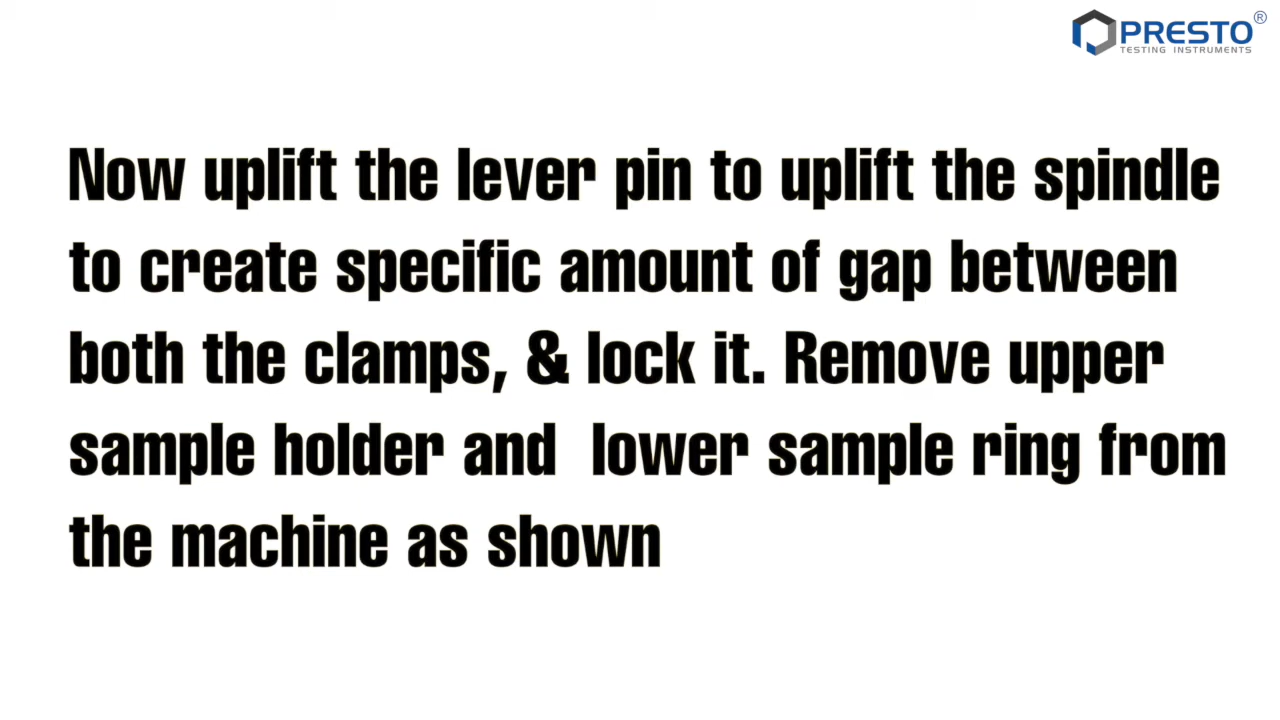 PRESTO®
TESTING INSTRUMENTS
Now uplift the lever pin to uplift the spindle
to create specific amount of gap between
both the clamps, & lock it. Remove upper
sample holder and  lower sample ring from
the machine as shown